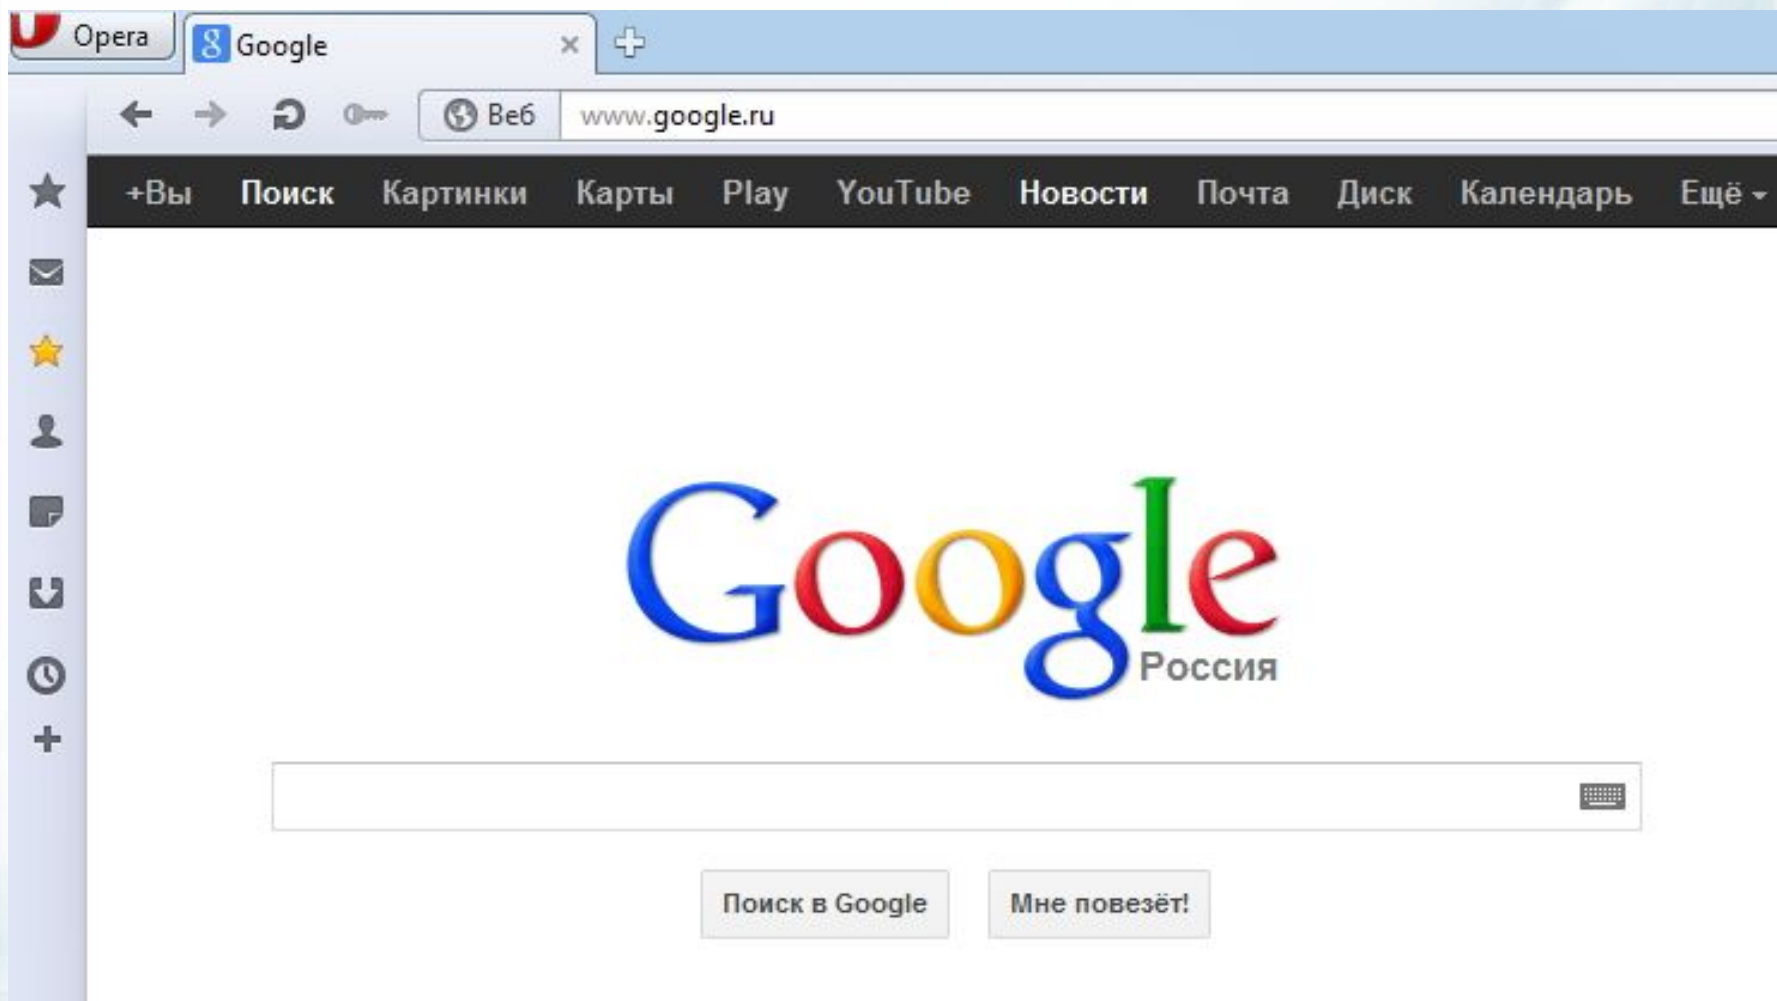 Opera
Google
Веб www.google.ru
+Вы Поиск Картинки Карты Play YouTube Новости Почта Диск Календарь Ещё
Google
Россия
Поиск в Google Мне повезёт!